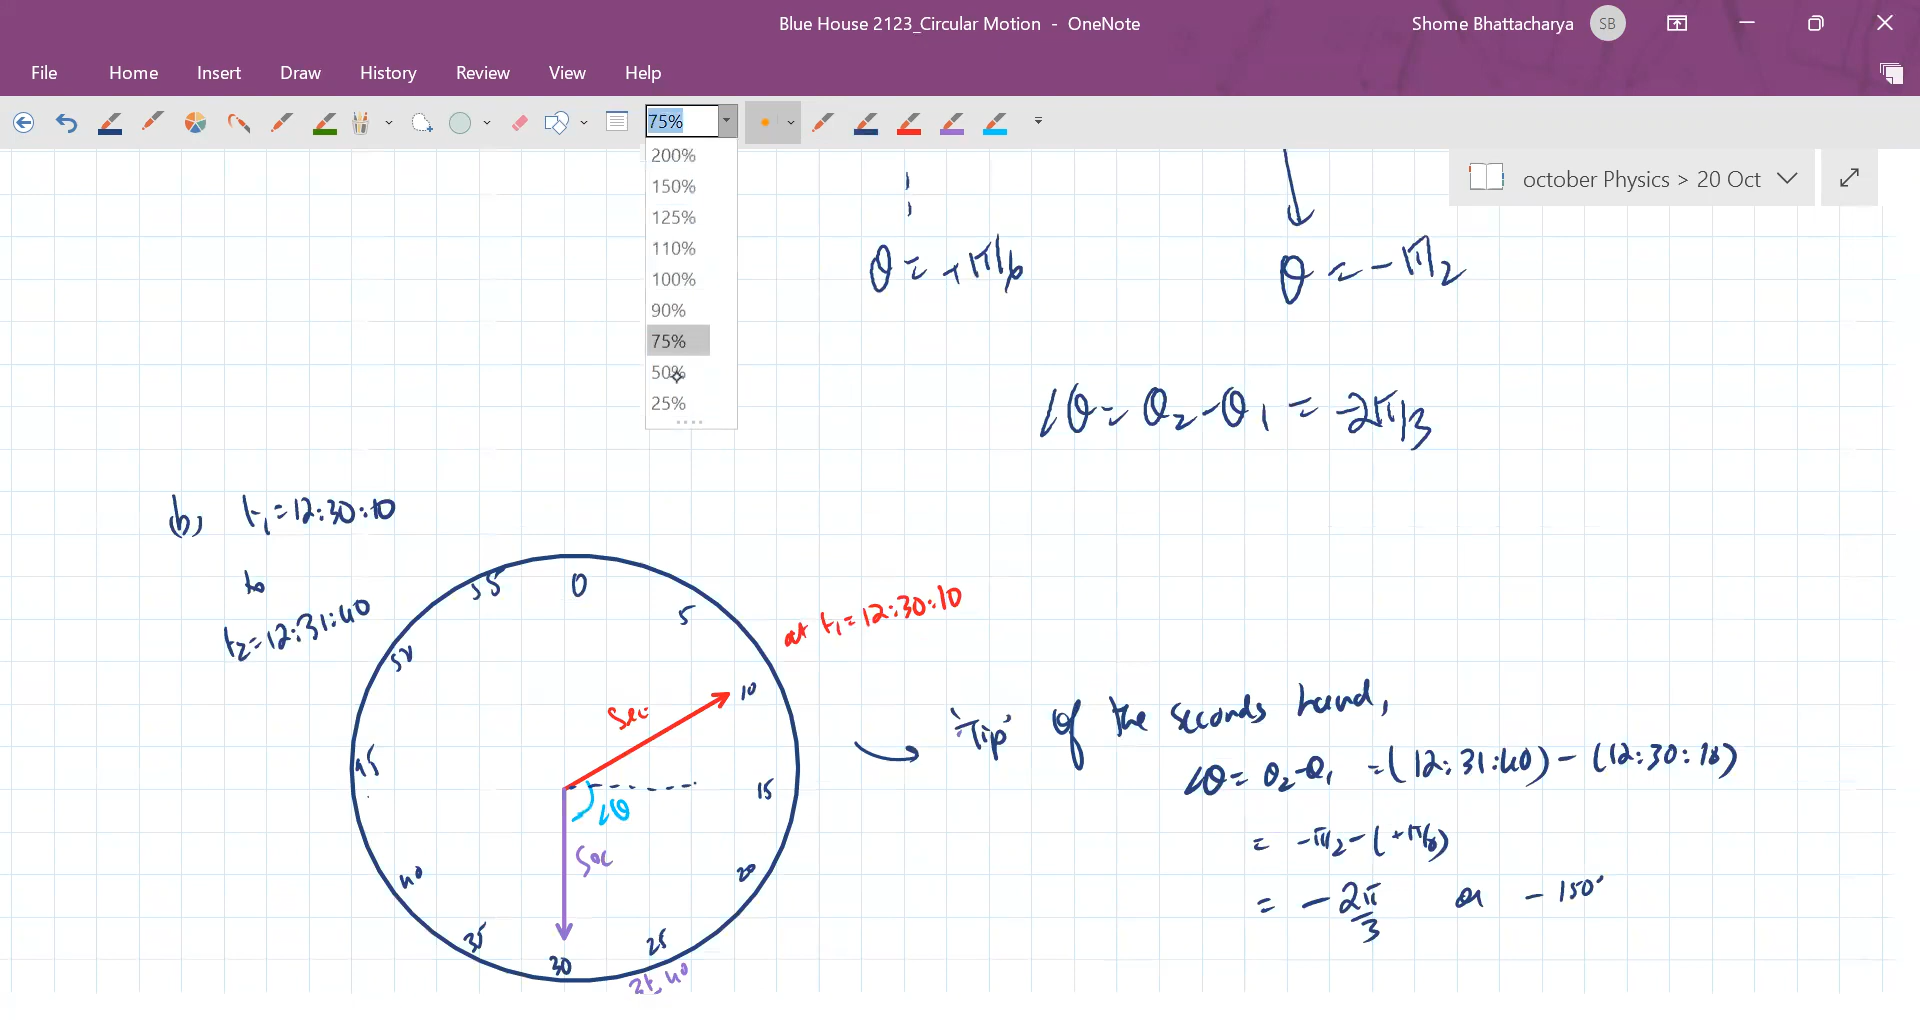 Blue House 2123_Circular Motion - OneNote
Shome Bhattacharya SB
File Home Insert Draw History Review View Help
75%
200%
150%
125%
110%
100%
90%
75%
50%
25%
october Physics > 20 Oct
θ = +π/6
θ = -π/2
∠θ = θ2-θ1 = -2π/3
(b) t1=12:30:10
to
t2=12:31:40
0
5
10
15
20
25
30
35
40
45
50
55
Sec
∠θ
Sec
at t1=12:30:10
'Tip' of the seconds hand,
∠θ = θ2-θ1 =(12:31:40)-(12:30:10)
= -π/2-(+π/6)
= -2π/3 or -150°